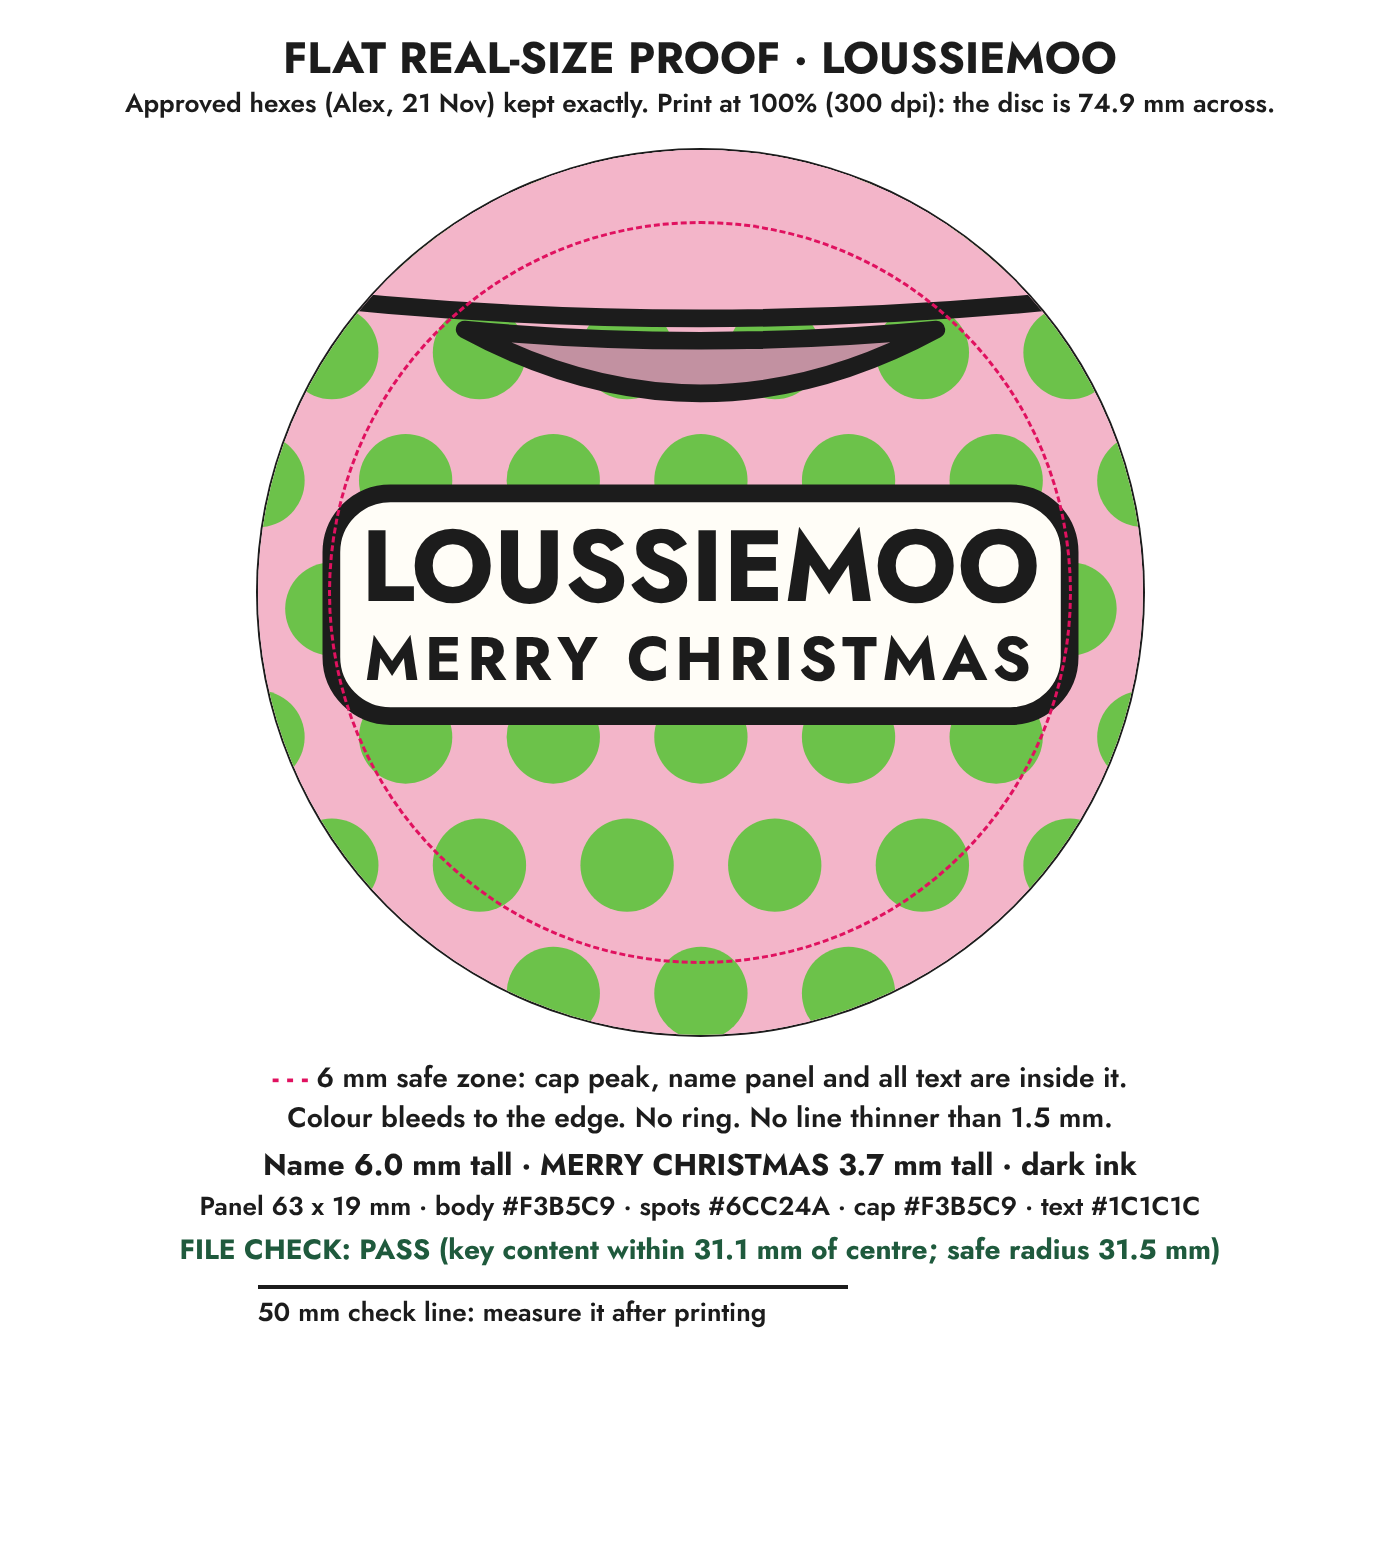 FLAT REAL-SIZE PROOF · LOUSSIEMOO
Approved hexes (Alex, 21 Nov) kept exactly. Print at 100% (300 dpi): the disc is 74.9 mm across.
LOUSSIEMOO
MERRY CHRISTMAS
- - - 6 mm safe zone: cap peak, name panel and all text are inside it.
Colour bleeds to the edge. No ring. No line thinner than 1.5 mm.
Name 6.0 mm tall · MERRY CHRISTMAS 3.7 mm tall · dark ink
Panel 63 x 19 mm · body #F3B5C9 · spots #6CC24A · cap #F3B5C9 · text #1C1C1C
FILE CHECK: PASS (key content within 31.1 mm of centre; safe radius 31.5 mm)
50 mm check line: measure it after printing